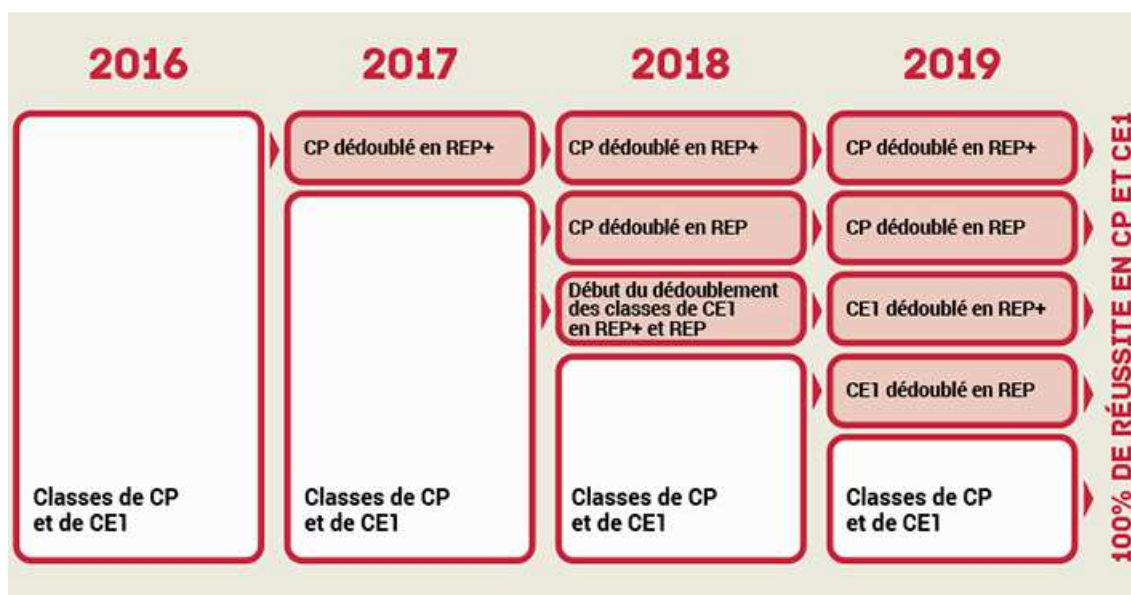 2016
2017
2018
2019
CP dédoublé en REP+
CP dédoublé en REP+
CP dédoublé en REP+
CP dédoublé en REP
CP dédoublé en REP
Début du dédoublement
des classes de CE1
en REP+ et REP
CE1 dédoublé en REP+
CE1 dédoublé en REP
Classes de CP
et de CE1
Classes de CP
et de CE1
Classes de CP
et de CE1
Classes de CP
et de CE1
100% DE RÉUSSITE EN CP ET CE1